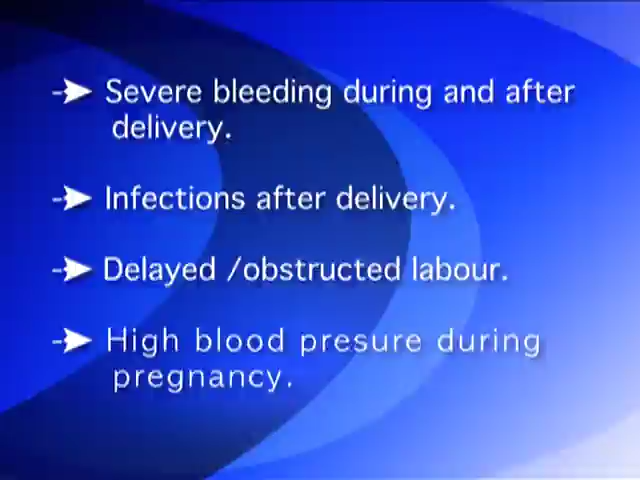 Severe bleeding during and after
delivery.
Infections after delivery.
Delayed /obstructed labour.
High blood presure during
pregnancy.